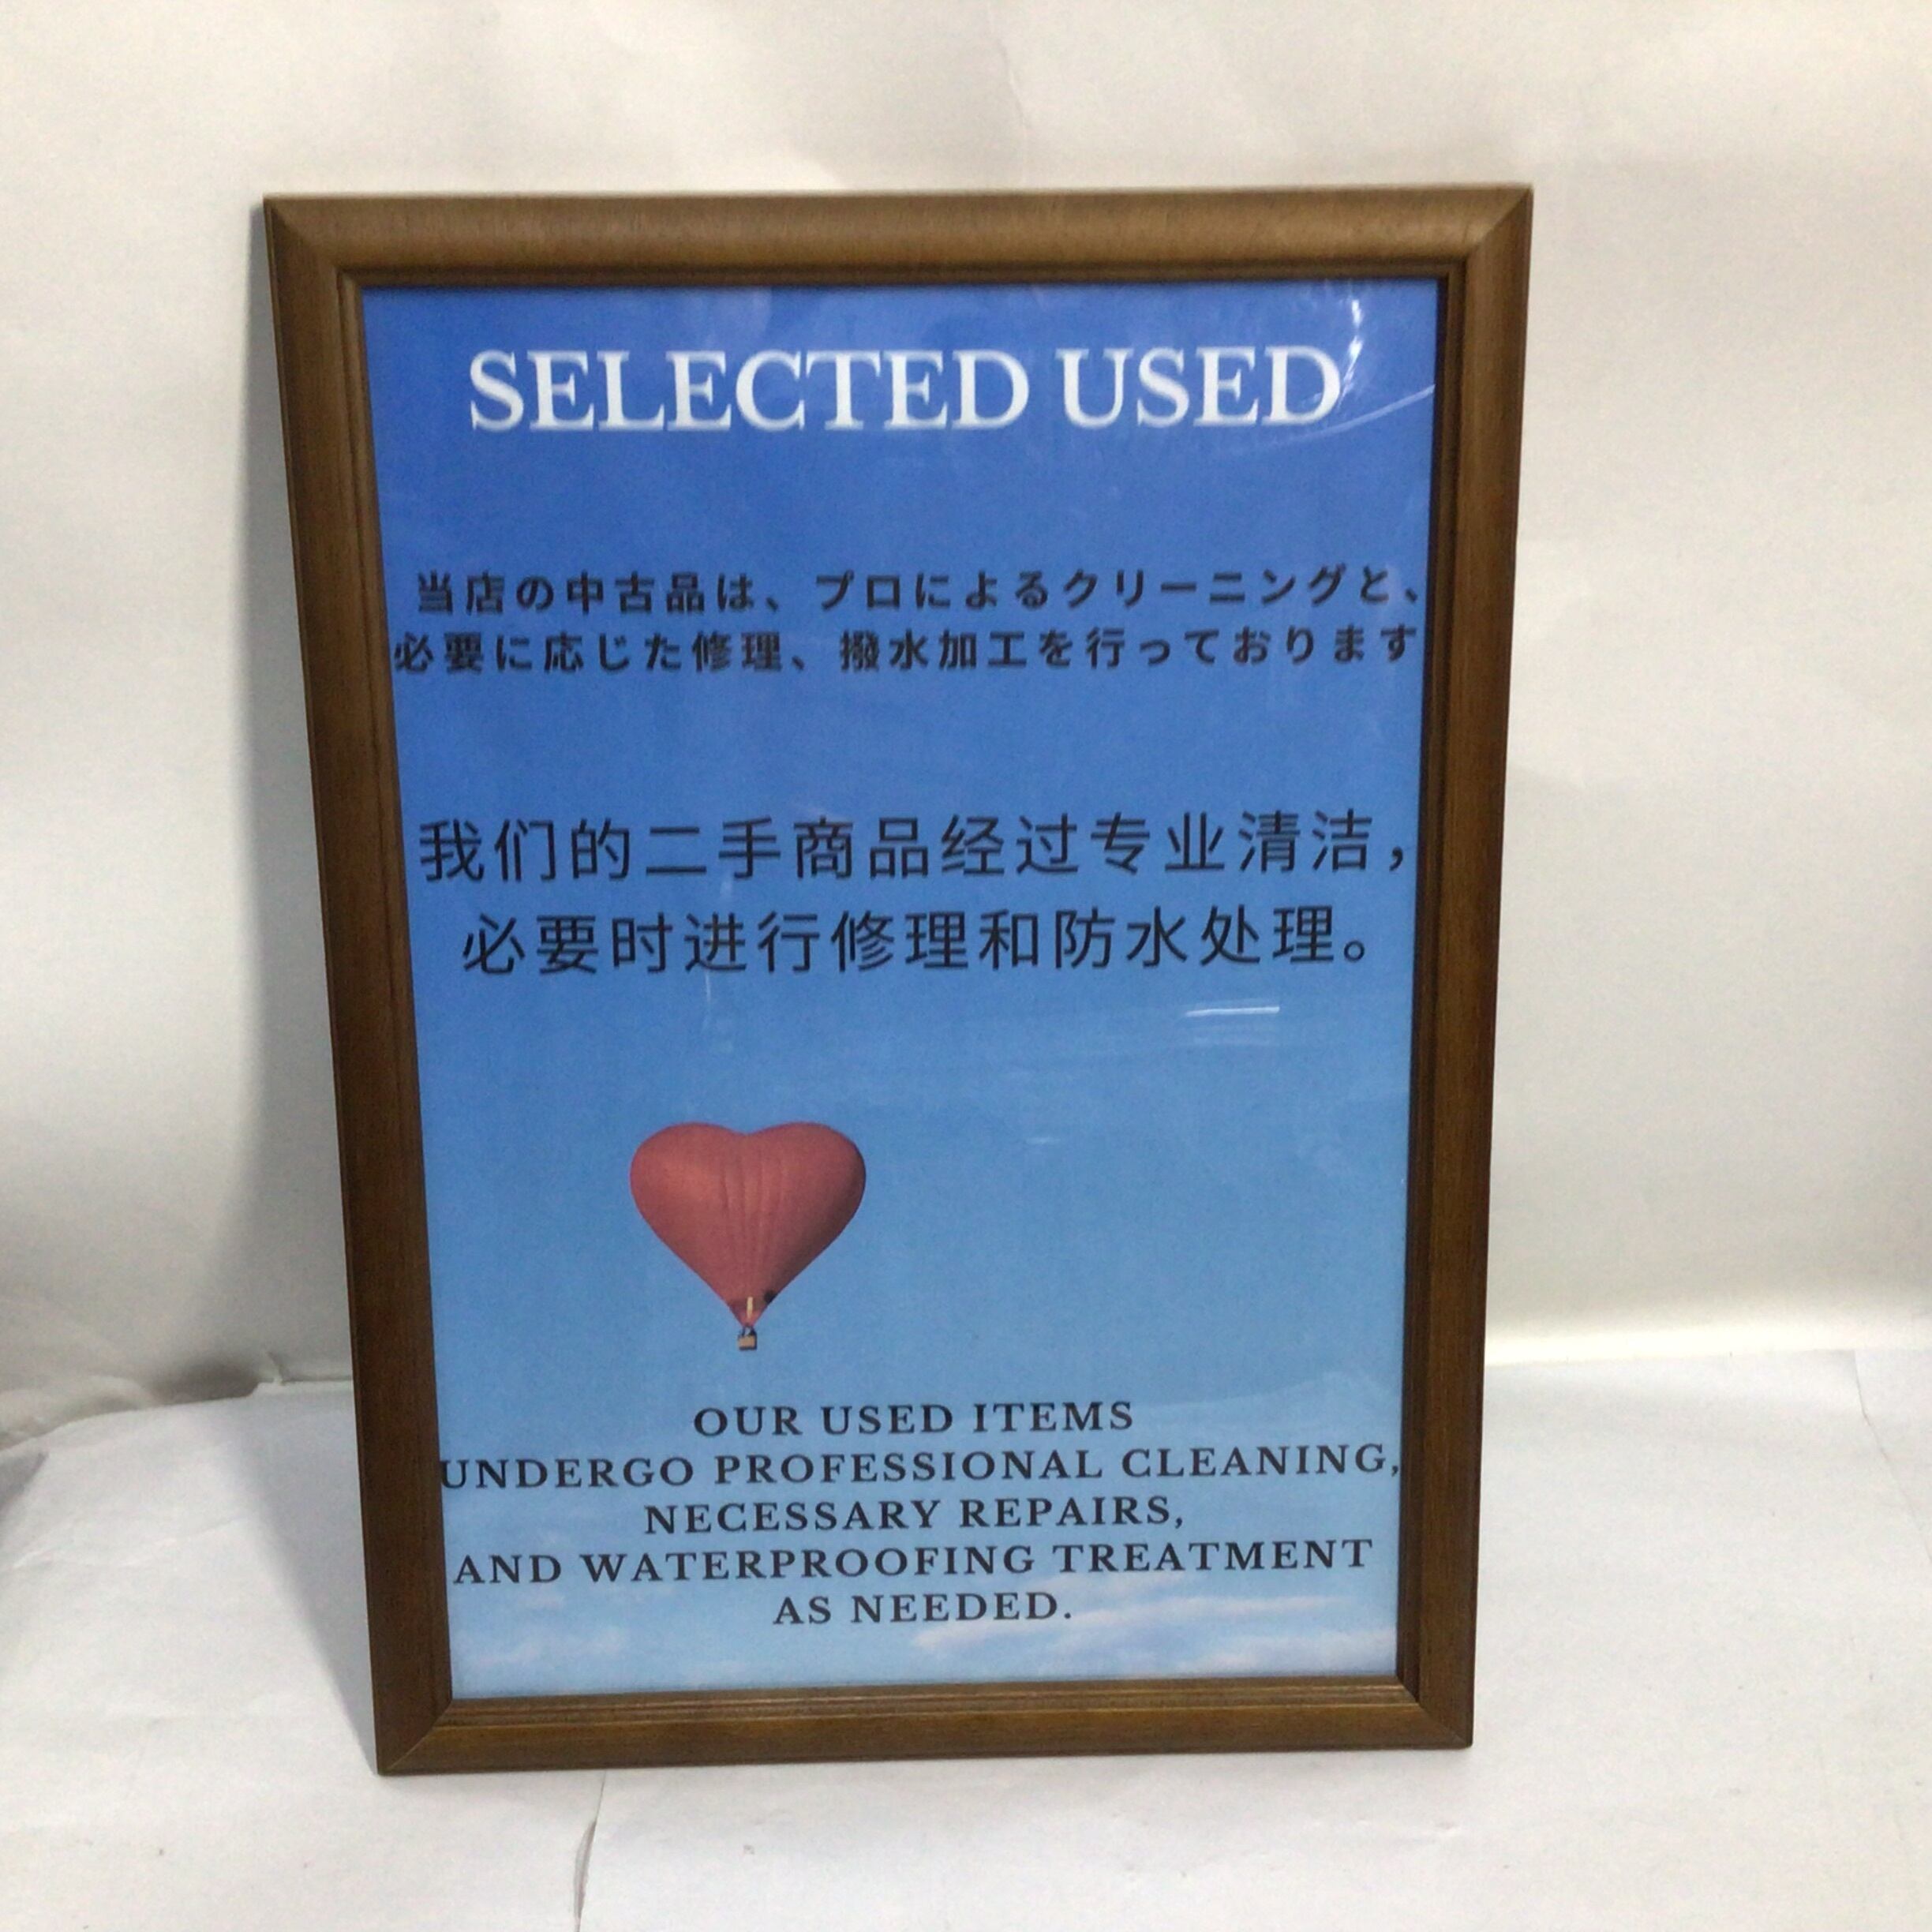 SELECTED USED
当店の中古品は、プロによるクリーニングと、
必要に応じた修理、撥水加工を行っております
我们的二手商品经过专业清洁，
必要时进行修理和防水处理。
OUR USED ITEMS
UNDERGO PROFESSIONAL CLEANING,
NECESSARY REPAIRS,
AND WATERPROOFING TREATMENT
AS NEEDED.